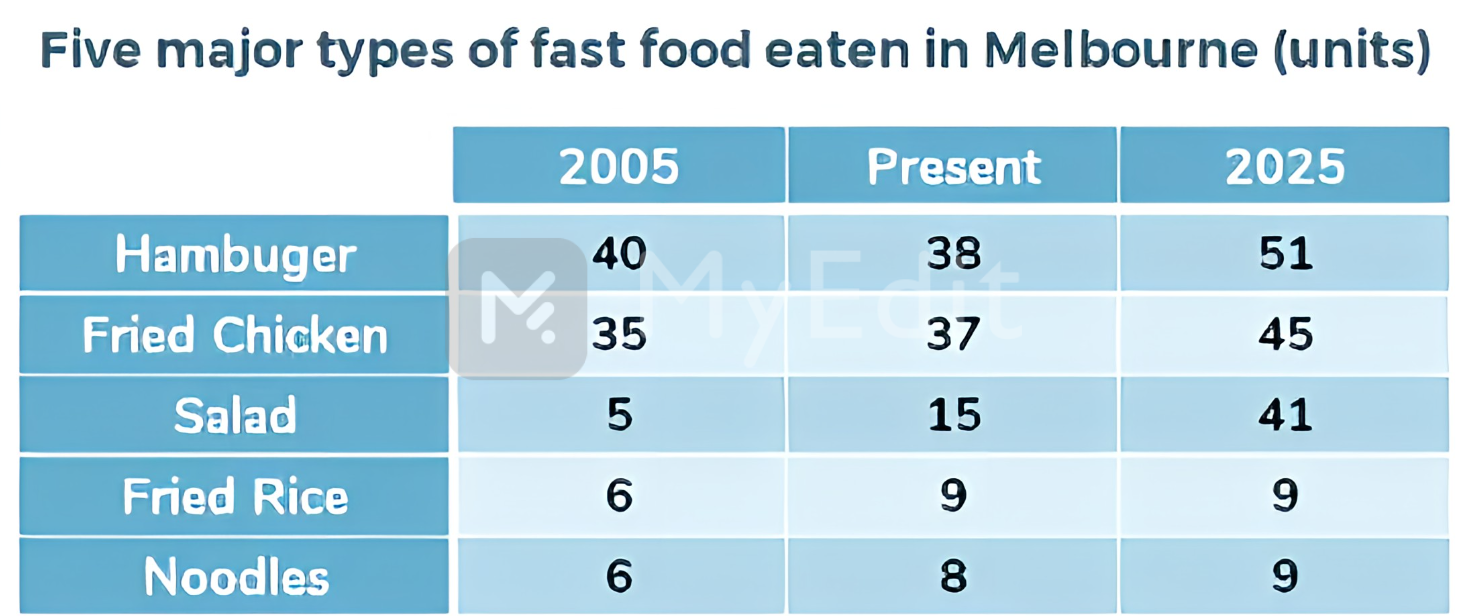 Five major types of fast food eaten in Melbourne (units)
2005 Present 2025
Hambuger 40 38 51
Fried Chicken 35 37 45
Salad 5 15 41
Fried Rice 6 9 9
Noodles 6 8 9
MyEdit